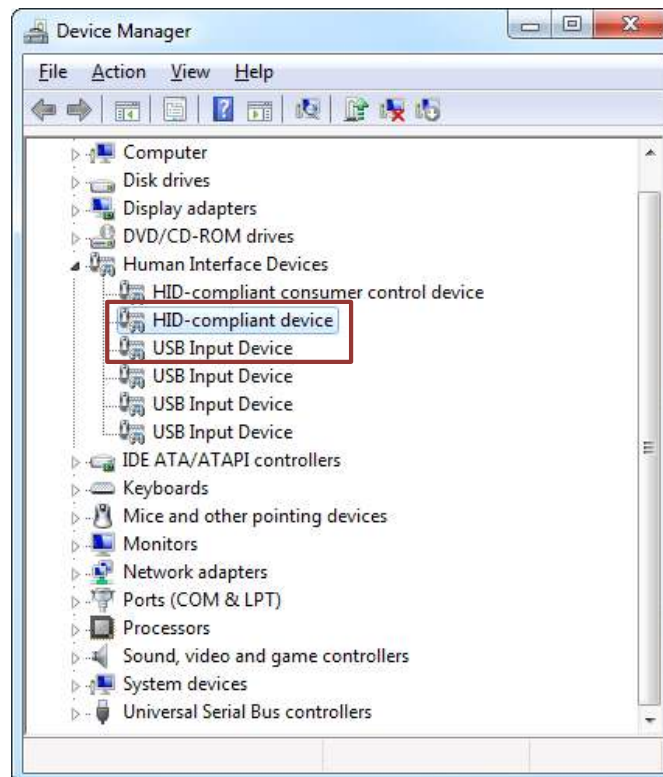 Device Manager
File Action View Help
Computer
Disk drives
Display adapters
DVD/CD-ROM drives
Human Interface Devices
HID-compliant consumer control device
HID-compliant device
USB Input Device
USB Input Device
USB Input Device
USB Input Device
IDE ATA/ATAPI controllers
Keyboards
Mice and other pointing devices
Monitors
Network adapters
Ports (COM & LPT)
Processors
Sound, video and game controllers
System devices
Universal Serial Bus controllers